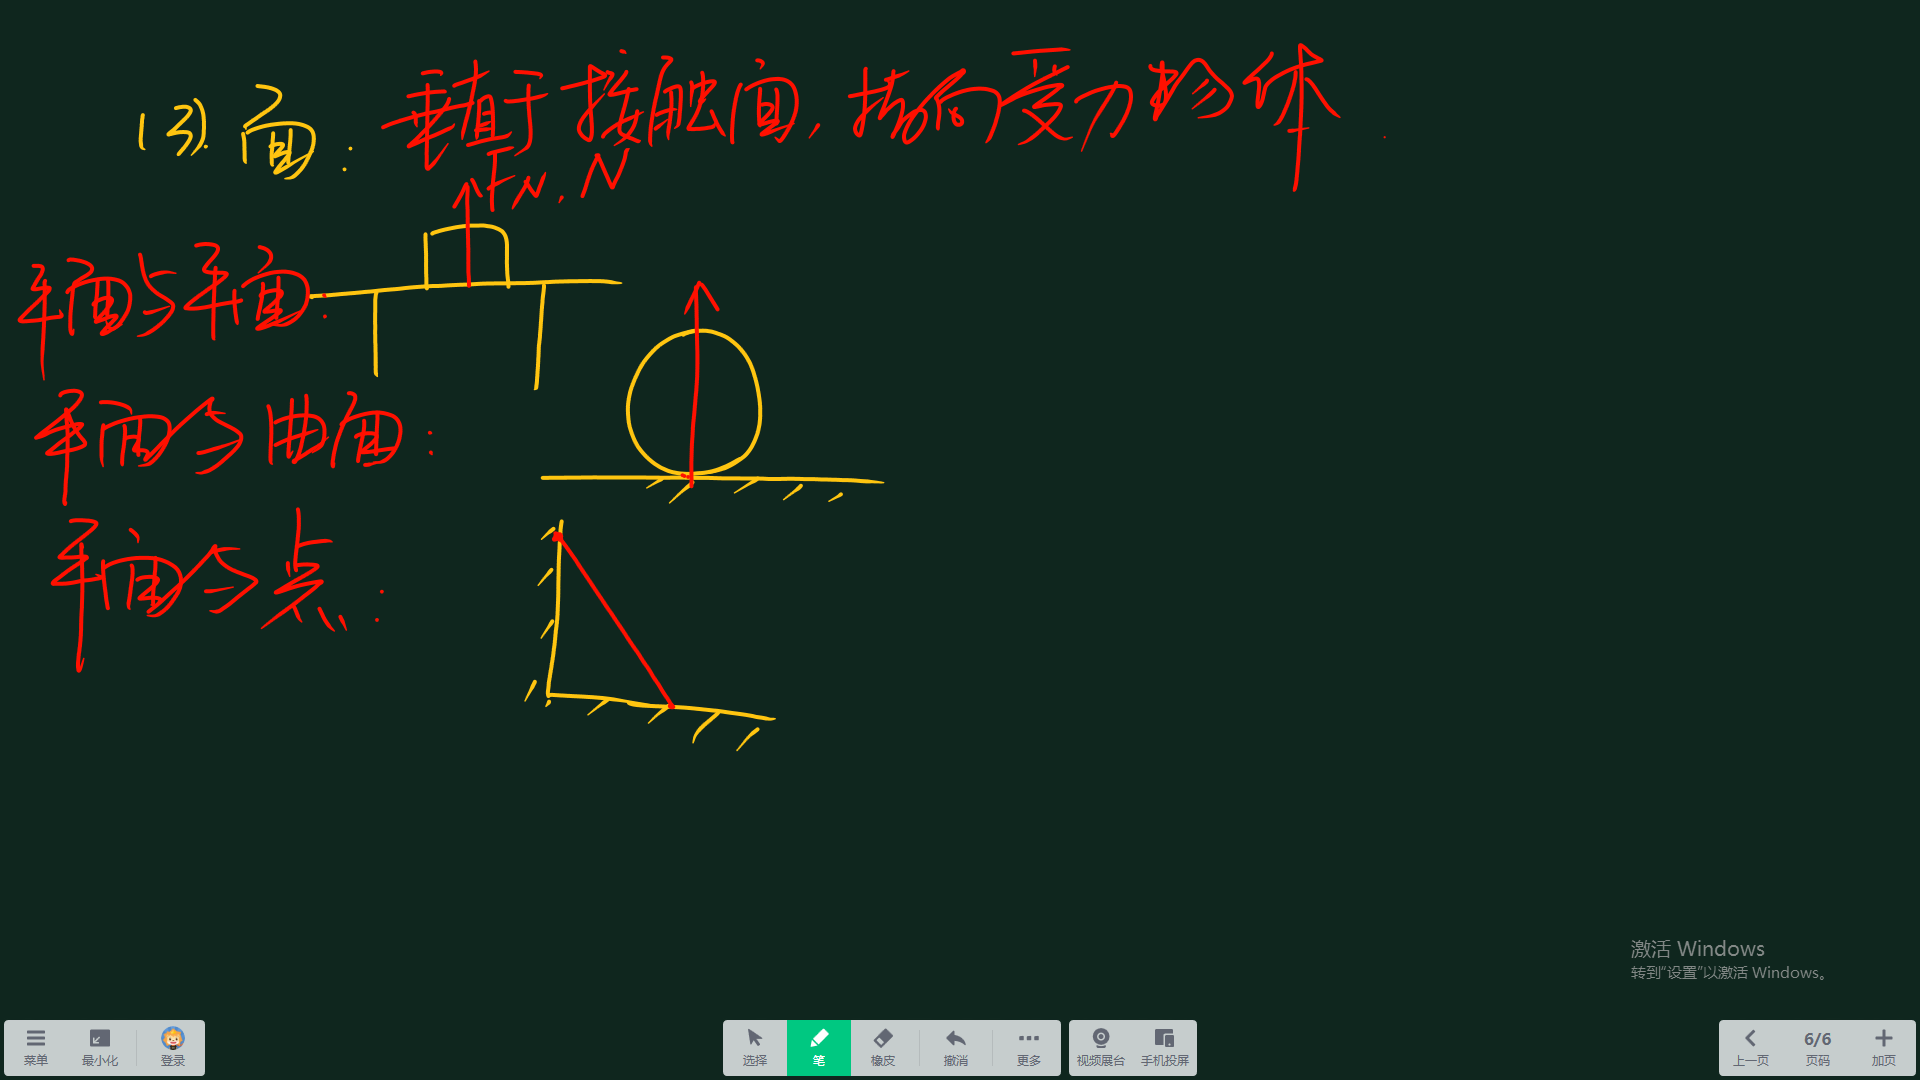 (3).面：垂直于接触面，指向受力物体.
FN,N
平面与平面：
平面与曲面：
平面与点：
激活 Windows
转到“设置”以激活 Windows。
菜单 最小化 登录 选择 笔 橡皮 撤消 更多 视频展台 手机投屏 上一页 6/6 页码 加页